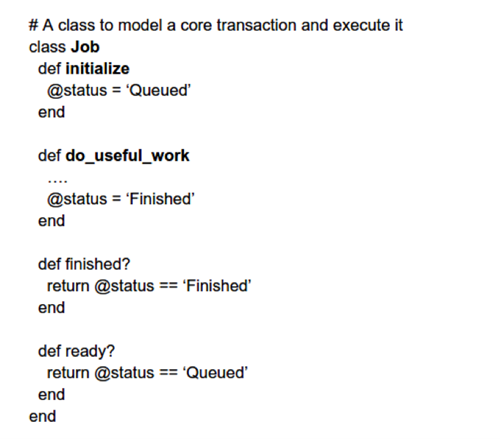 # A class to model a core transaction and execute it
class Job
def initialize
@status = ‘Queued’
end
def do_useful_work
....
@status = ‘Finished’
end
def finished?
return @status == ‘Finished’
end
def ready?
return @status == ‘Queued’
end
end